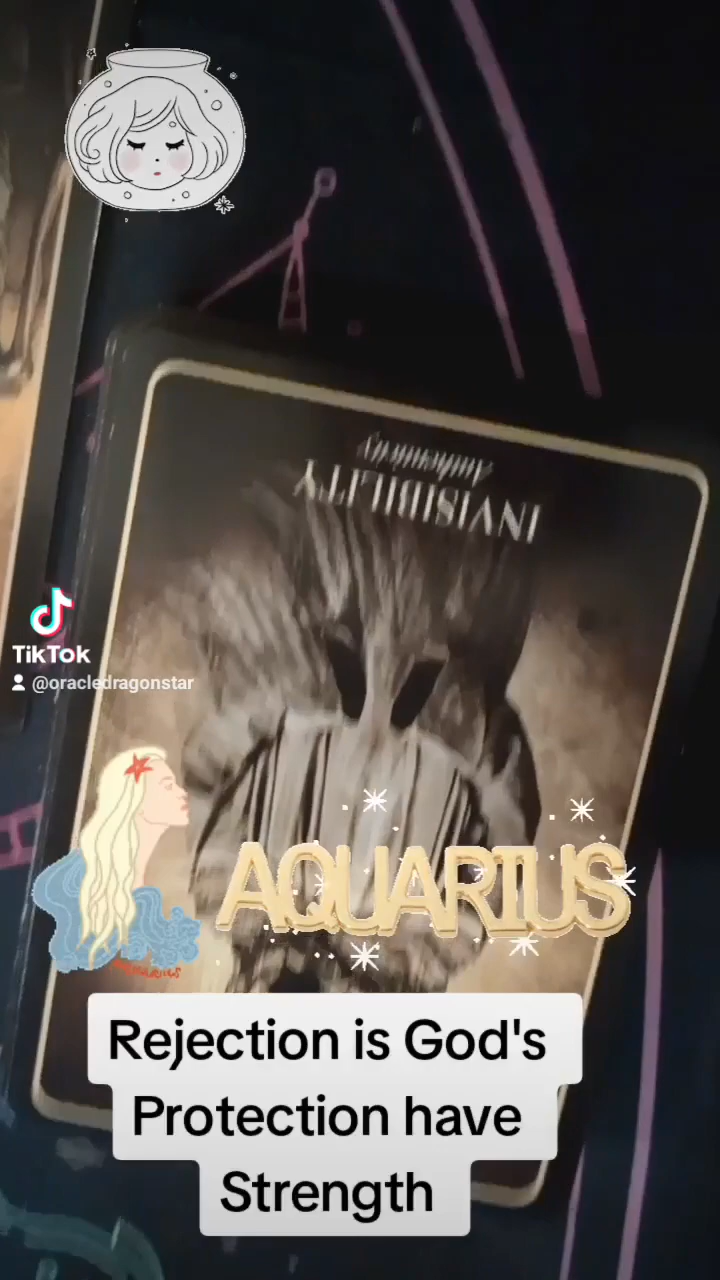 Authenticity
INVISIBILITY
TikTok
@oracledragonstar
AQUARIUS
Rejection is God's
Protection have
Strength